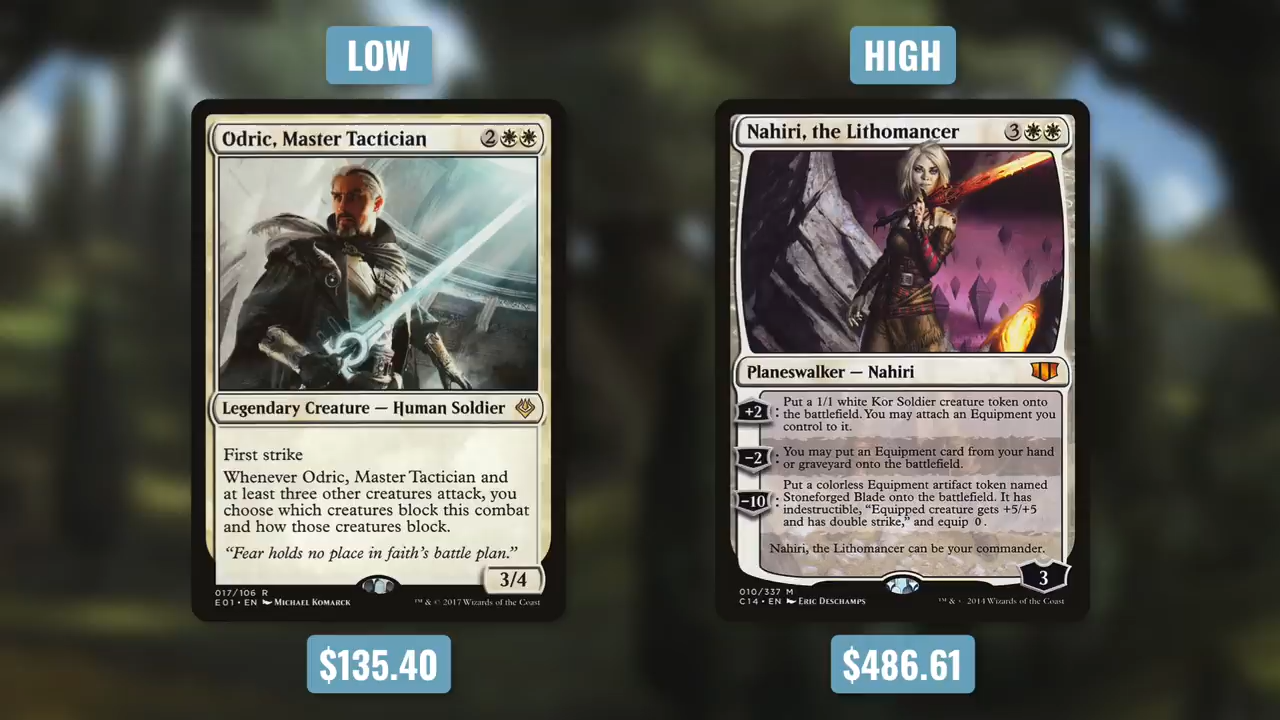 LOW
Odric, Master Tactician 2
Legendary Creature — Human Soldier
First strike
Whenever Odric, Master Tactician and
at least three other creatures attack, you
choose which creatures block this combat
and how those creatures block.
“Fear holds no place in faith’s battle plan.”
3/4
017/106 R
E01 • EN MICHAEL KOMARCK
™ & © 2017 Wizards of the Coast
$135.40
HIGH
Nahiri, the Lithomancer 3
Planeswalker — Nahiri
+2: Put a 1/1 white Kor Soldier creature token onto
the battlefield. You may attach an Equipment you
control to it.
−2: You may put an Equipment card from your hand
or graveyard onto the battlefield.
−10: Put a colorless Equipment artifact token named
Stoneforged Blade onto the battlefield. It has
indestructible, “Equipped creature gets +5/+5
and has double strike,” and equip 0.
Nahiri, the Lithomancer can be your commander.
3
010/337 M
C14 • EN ERIC DESCHAMPS
™ & © 2014 Wizards of the Coast
$486.61